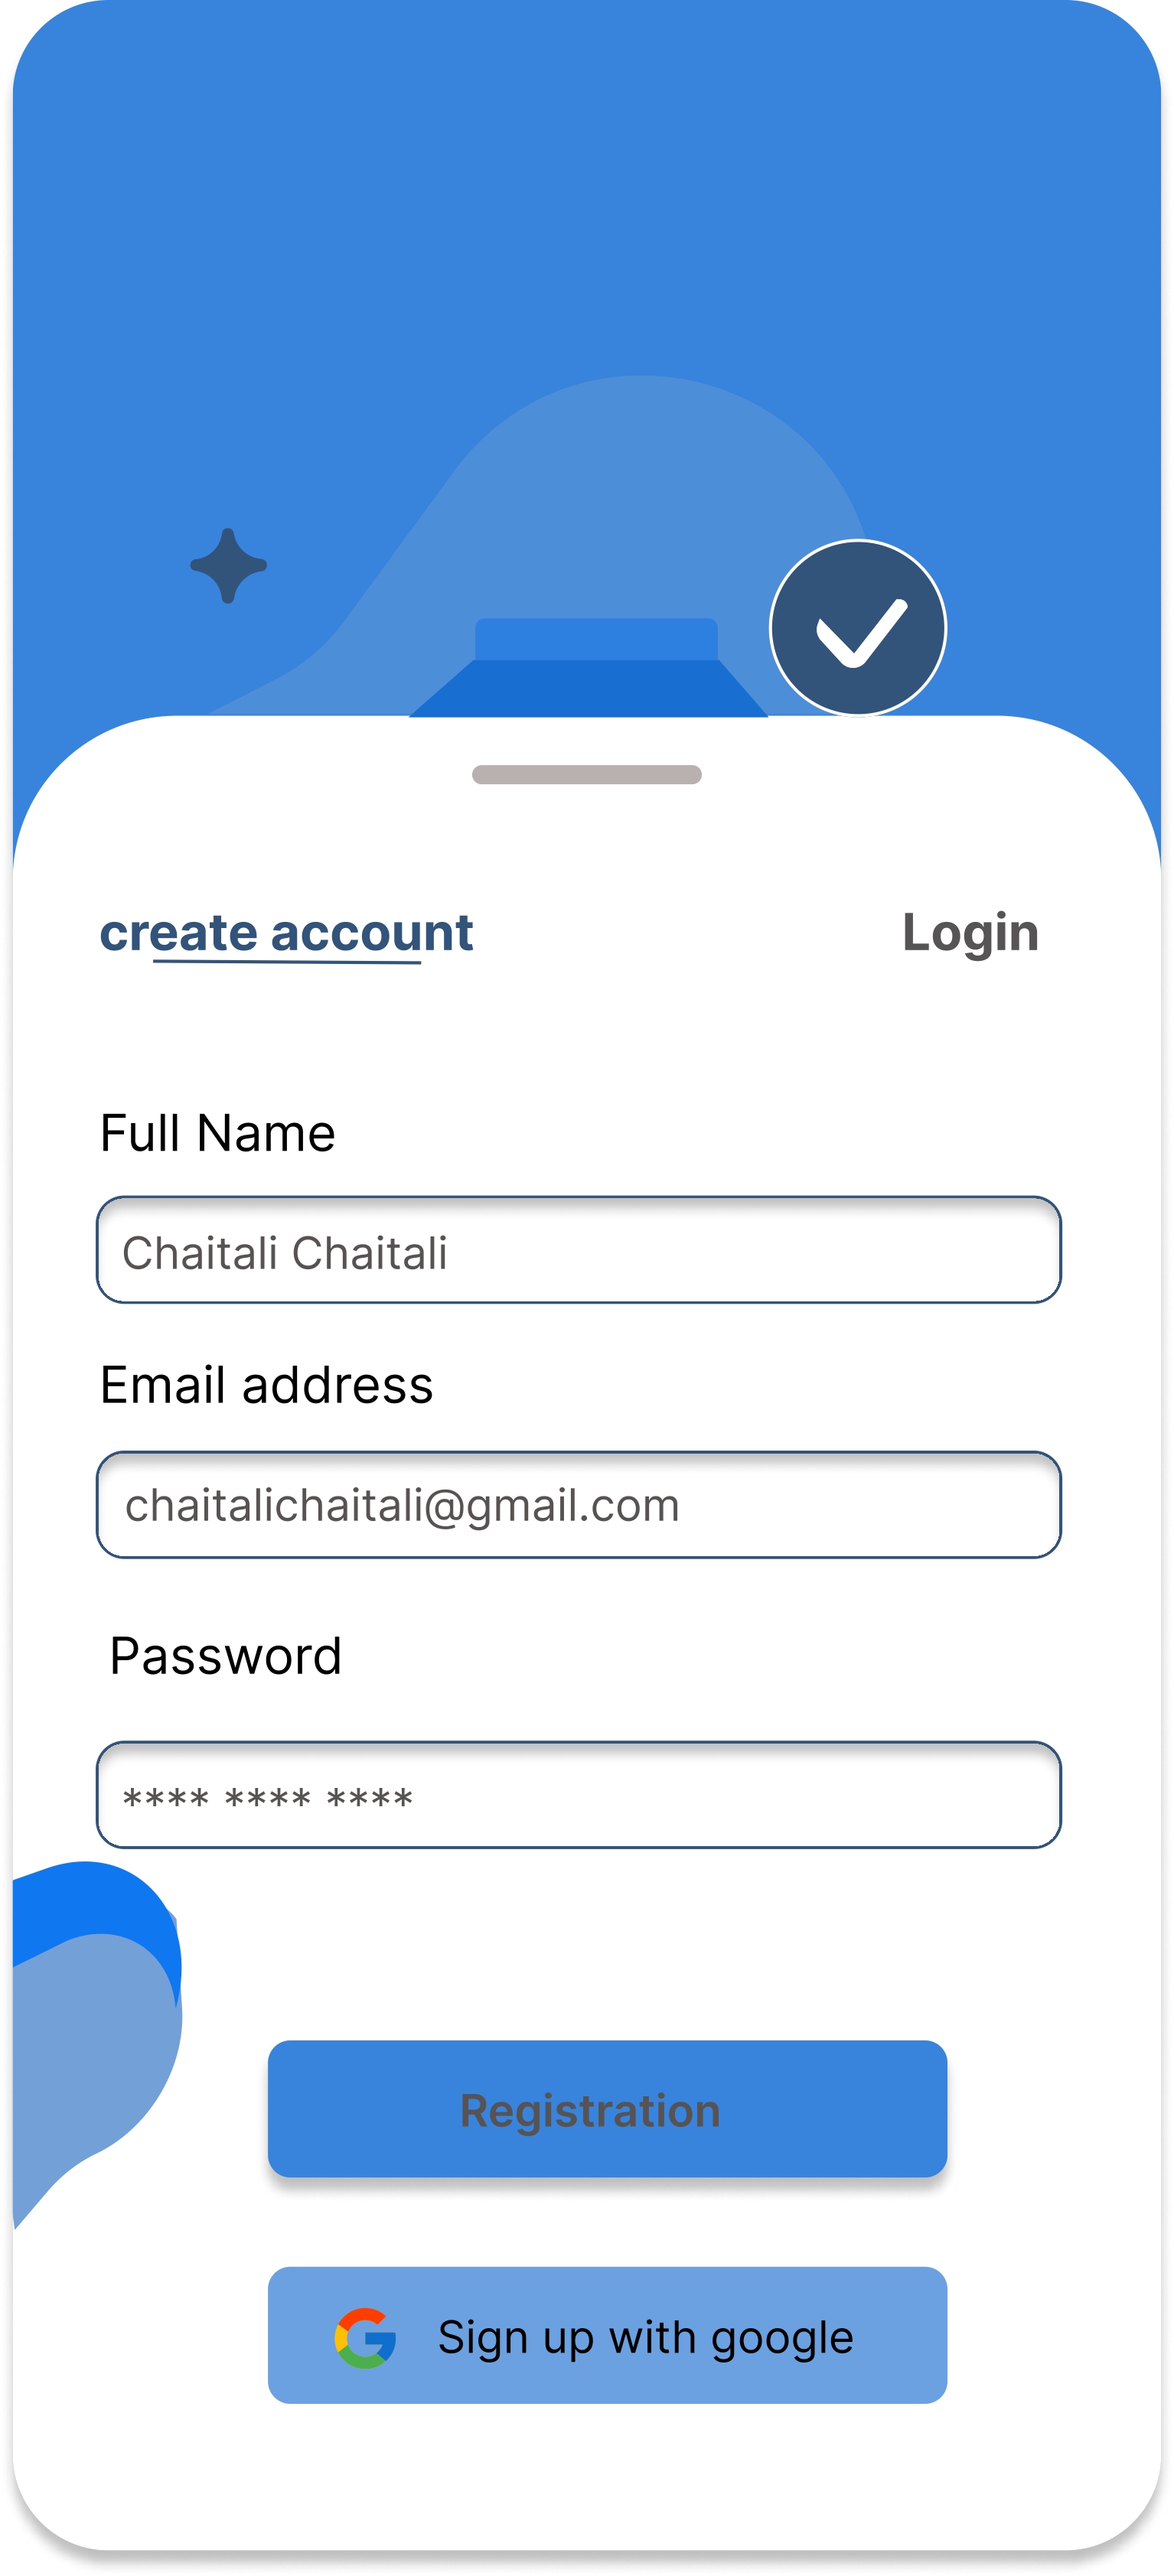 create account
Login
Full Name
Chaitali Chaitali
Email address
chaitalichaitali@gmail.com
Password
**** **** ****
Registration
Sign up with google